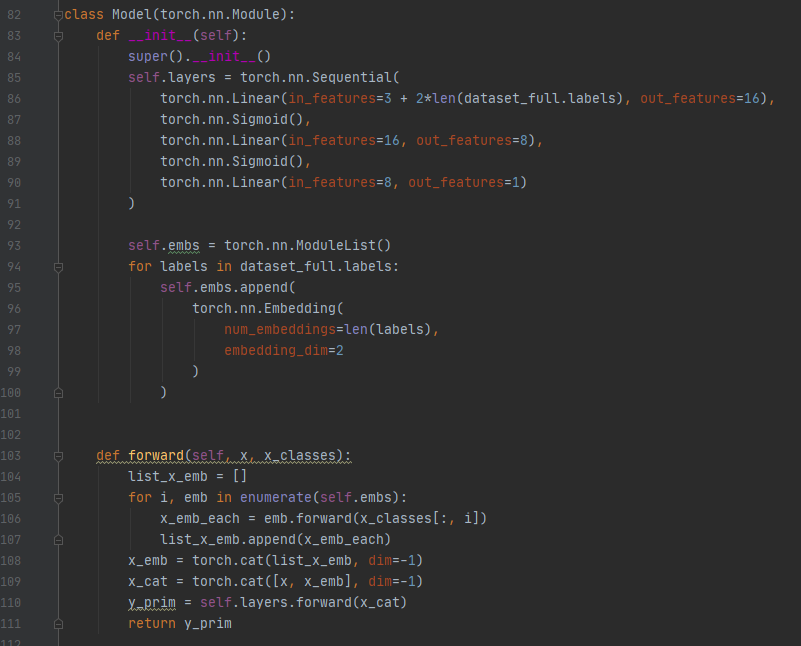 82 class Model(torch.nn.Module):
83     def __init__(self):
84         super().__init__()
85         self.layers = torch.nn.Sequential(
86             torch.nn.Linear(in_features=3 + 2*len(dataset_full.labels), out_features=16),
87             torch.nn.Sigmoid(),
88             torch.nn.Linear(in_features=16, out_features=8),
89             torch.nn.Sigmoid(),
90             torch.nn.Linear(in_features=8, out_features=1)
91         )
92
93         self.embs = torch.nn.ModuleList()
94         for labels in dataset_full.labels:
95             self.embs.append(
96                 torch.nn.Embedding(
97                     num_embeddings=len(labels),
98                     embedding_dim=2
99                 )
100             )
101
102
103     def forward(self, x, x_classes):
104         list_x_emb = []
105         for i, emb in enumerate(self.embs):
106             x_emb_each = emb.forward(x_classes[:, i])
107             list_x_emb.append(x_emb_each)
108         x_emb = torch.cat(list_x_emb, dim=-1)
109         x_cat = torch.cat([x, x_emb], dim=-1)
110         y_prim = self.layers.forward(x_cat)
111         return y_prim
112